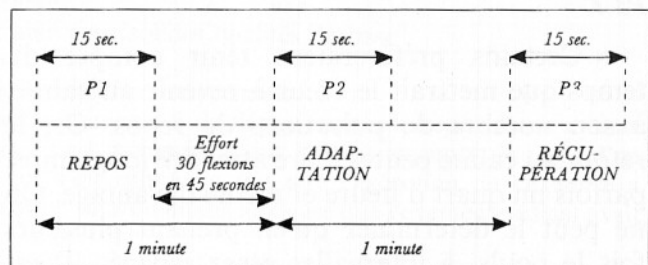 15 sec. 15 sec. 15 sec.
P1 P2 P3
Effort
30 flexions
en 45 secondes
REPOS
ADAP-
TATION
RÉCU-
PÉRATION
1 minute 1 minute